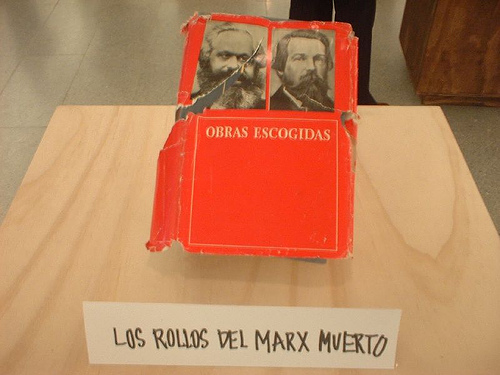 OBRAS ESCOGIDAS
LOS ROLLOS DEL MARX MUERTO